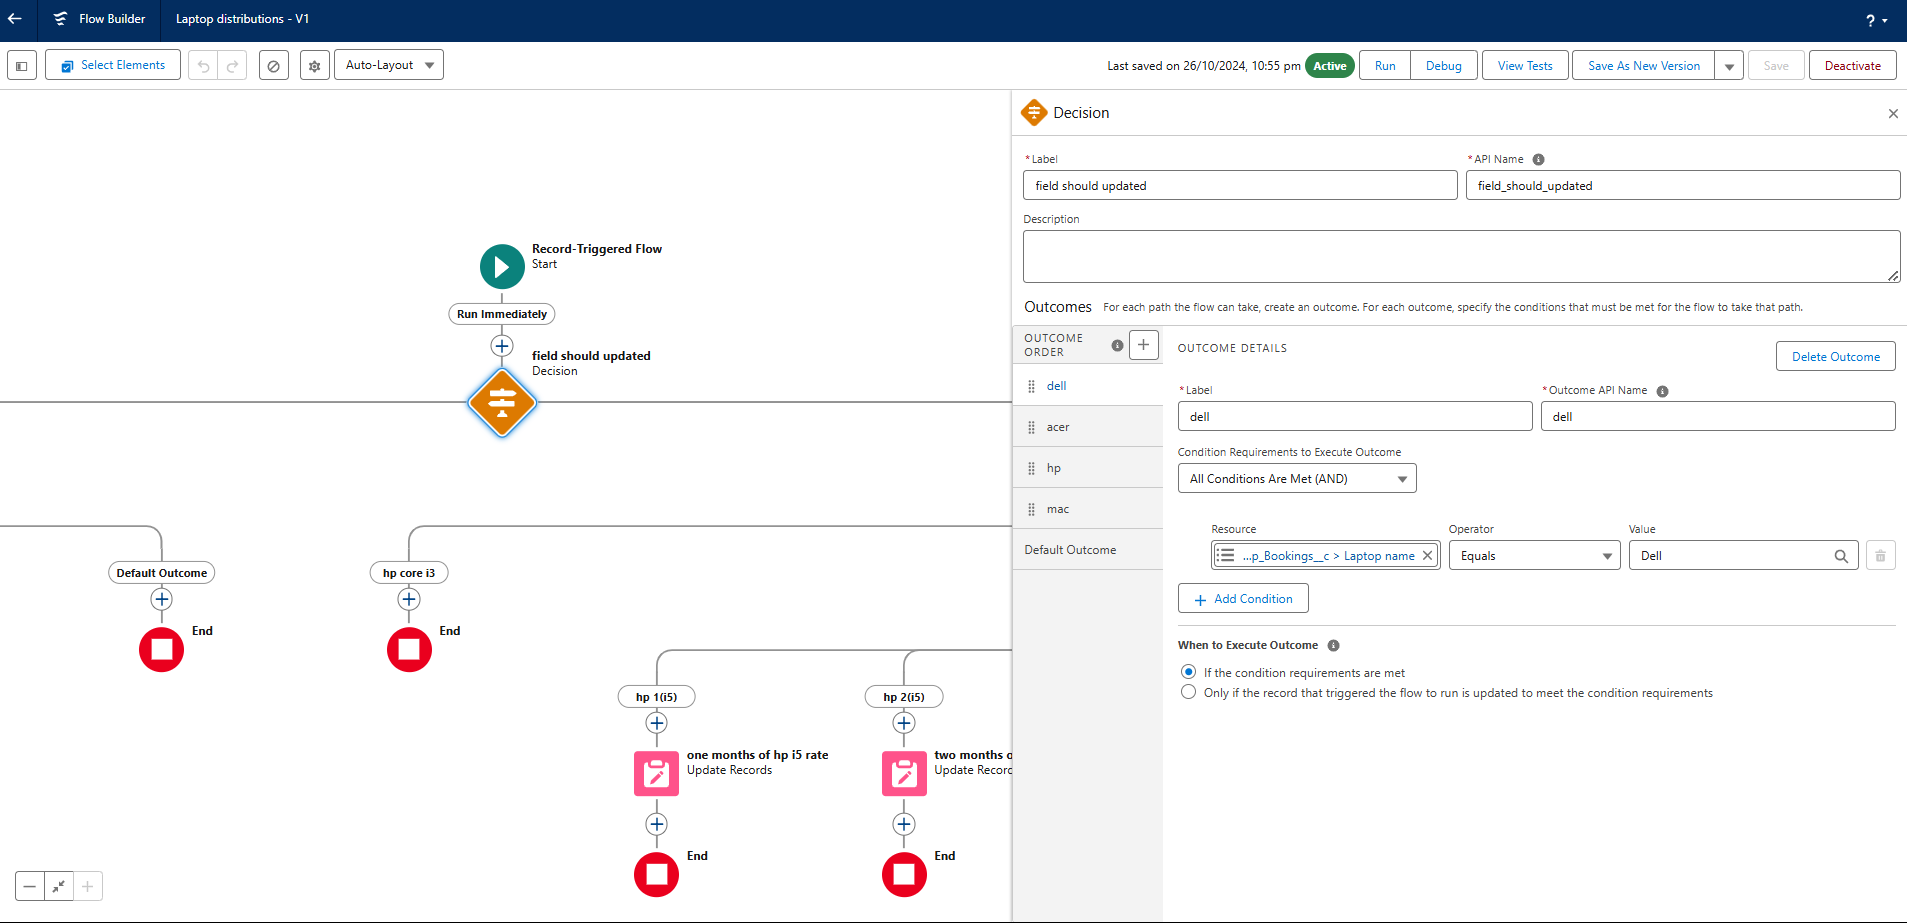 Flow Builder
Laptop distributions - V1
?
Select Elements
Auto-Layout
Last saved on 26/10/2024, 10:55 pm
Active
Run
Debug
View Tests
Save As New Version
Save
Deactivate
Record-Triggered Flow
Start
Run Immediately
field should updated
Decision
Default Outcome
End
hp core i3
End
hp 1(i5)
one months of hp i5 rate
Update Records
End
hp 2(i5)
two months o
Update Recorc
End
Decision
* Label
field should updated
* API Name
field_should_updated
Description
Outcomes
For each path the flow can take, create an outcome. For each outcome, specify the conditions that must be met for the flow to take that path.
OUTCOME
ORDER
dell
acer
hp
mac
Default Outcome
OUTCOME DETAILS
Delete Outcome
* Label
dell
* Outcome API Name
dell
Condition Requirements to Execute Outcome
All Conditions Are Met (AND)
Resource
...p_Bookings__c > Laptop name
Operator
Equals
Value
Dell
Add Condition
When to Execute Outcome
If the condition requirements are met
Only if the record that triggered the flow to run is updated to meet the condition requirements